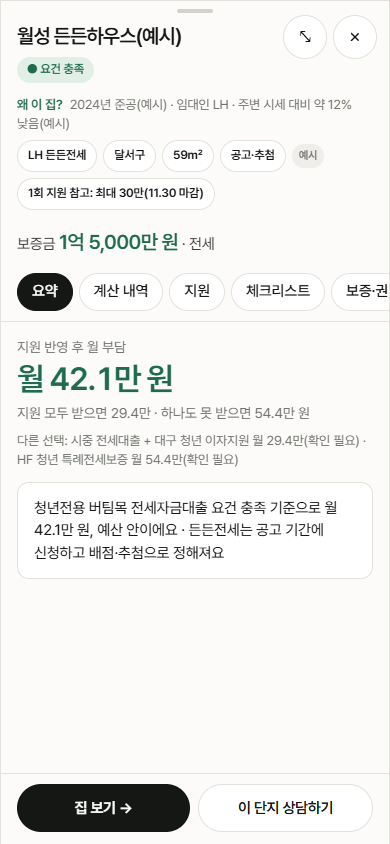 월성 든든하우스(예시)
요건 충족
왜 이 집? 2024년 준공(예시) · 임대인 LH · 주변 시세 대비 약 12%
낮음(예시)
LH 든든전세 달서구 59m² 공고·추첨 예시
1회 지원 참고: 최대 30만(11.30 마감)
보증금 1억 5,000만 원 · 전세
요약 계산 내역 지원 체크리스트 보증·권
지원 반영 후 월 부담
월 42.1만 원
지원 모두 받으면 29.4만 · 하나도 못 받으면 54.4만 원
다른 선택: 시중 전세대출 + 대구 청년 이자지원 월 29.4만(확인 필요) ·
HF 청년 특례전세보증 월 54.4만(확인 필요)
청년전용 버팀목 전세자금대출 요건 충족 기준으로 월
42.1만 원, 예산 안이에요 · 든든전세는 공고 기간에
신청하고 배점·추첨으로 정해져요
집 보기 → 이 단지 상담하기